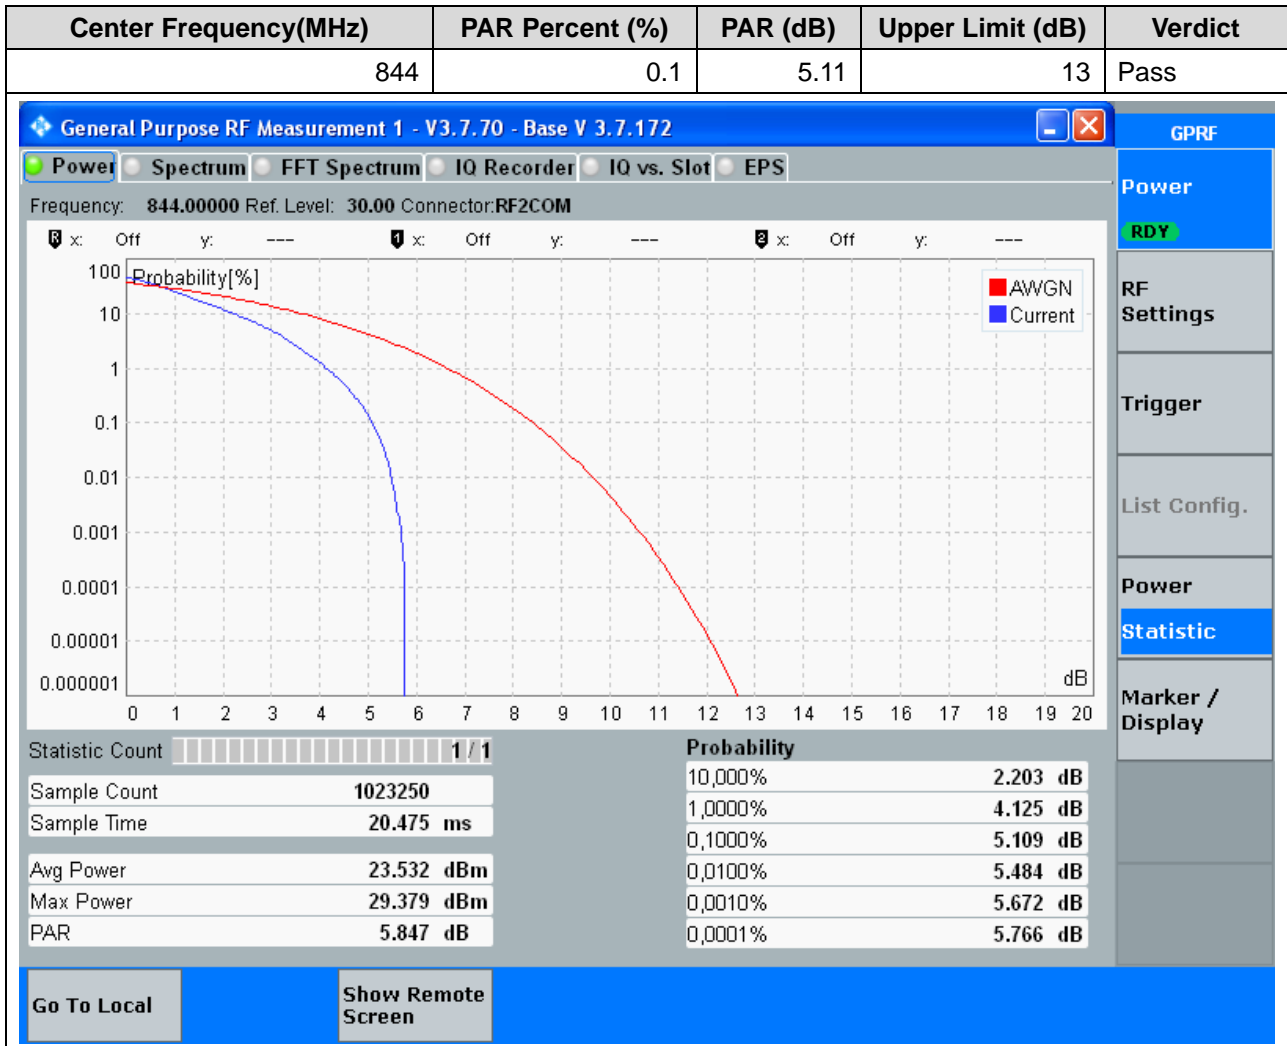 Center Frequency(MHz) PAR Percent (%) PAR (dB) Upper Limit (dB) Verdict
844 0.1 5.11 13 Pass
General Purpose RF Measurement 1 - V3.7.70 - Base V 3.7.172
GPRF
Power Spectrum FFT Spectrum IQ Recorder IQ vs. Slot EPS
Frequency: 844.00000 Ref. Level: 30.00 Connector:RF2COM
R x: Off y: --- 1 x: Off y: --- 2 x: Off y: ---
Probability[%]
100
10
1
0.1
0.01
0.001
0.0001
0.00001
0.000001
AWGN
Current
dB
0 1 2 3 4 5 6 7 8 9 10 11 12 13 14 15 16 17 18 19 20
Statistic Count 1 / 1
Sample Count 1023250
Sample Time 20.475 ms
Avg Power 23.532 dBm
Max Power 29.379 dBm
PAR 5.847 dB
Probability
10,000% 2.203 dB
1,0000% 4.125 dB
0,1000% 5.109 dB
0,0100% 5.484 dB
0,0010% 5.672 dB
0,0001% 5.766 dB
Power
RDY
RF
Settings
Trigger
List Config.
Power
Statistic
Marker /
Display
Go To Local
Show Remote
Screen